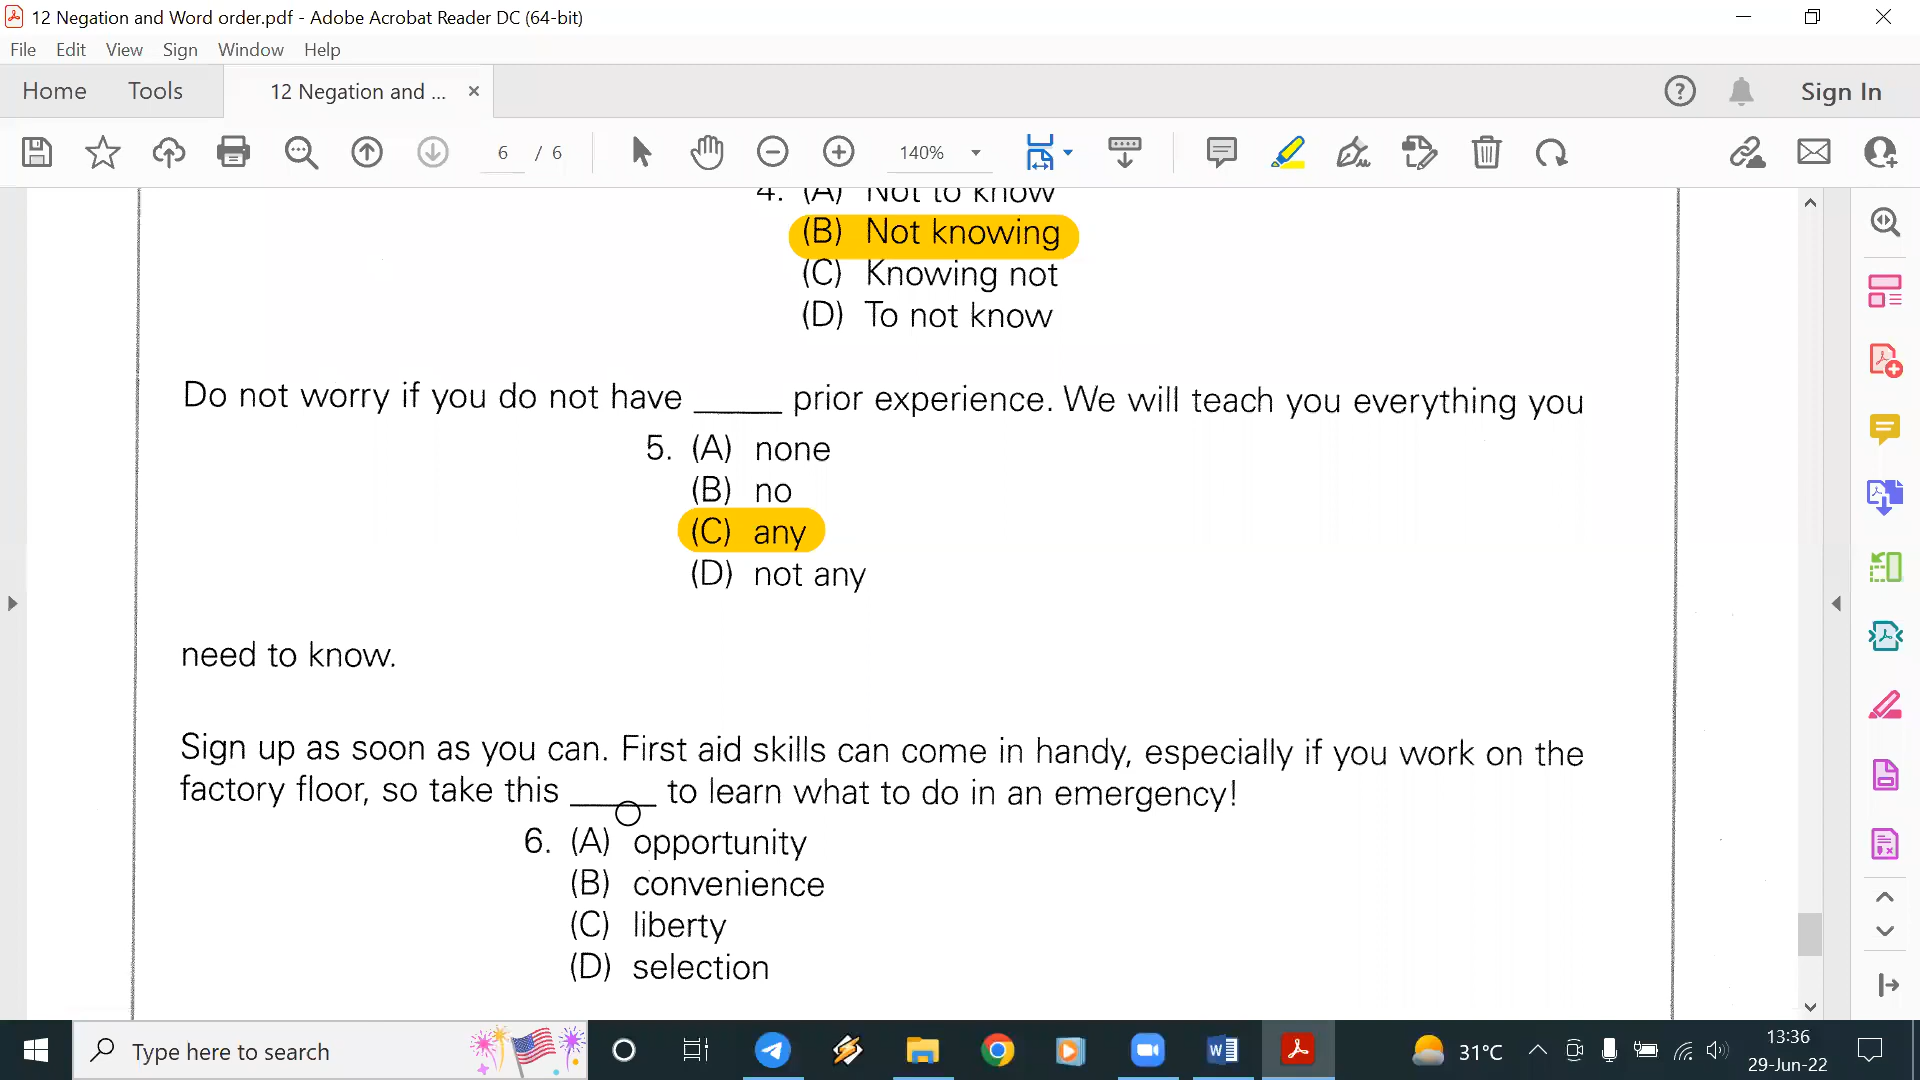 12 Negation and Word order.pdf - Adobe Acrobat Reader DC (64-bit)
File Edit View Sign Window Help
Home Tools 12 Negation and ... × Sign In
6 / 6 140%
4. (A) Not to know
(B) Not knowing
(C) Knowing not
(D) To not know
Do not worry if you do not have _____ prior experience. We will teach you everything you
5. (A) none
(B) no
(C) any
(D) not any
need to know.
Sign up as soon as you can. First aid skills can come in handy, especially if you work on the
factory floor, so take this _____ to learn what to do in an emergency!
6. (A) opportunity
(B) convenience
(C) liberty
(D) selection
Type here to search
31°C
13:36
29-Jun-22